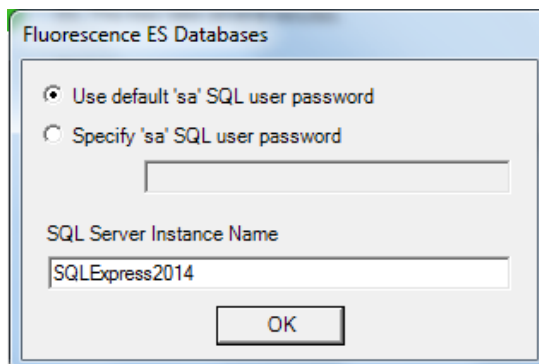 Fluorescence ES Databases
Use default 'sa' SQL user password
Specify 'sa' SQL user password
SQL Server Instance Name
SQLExpress2014
OK